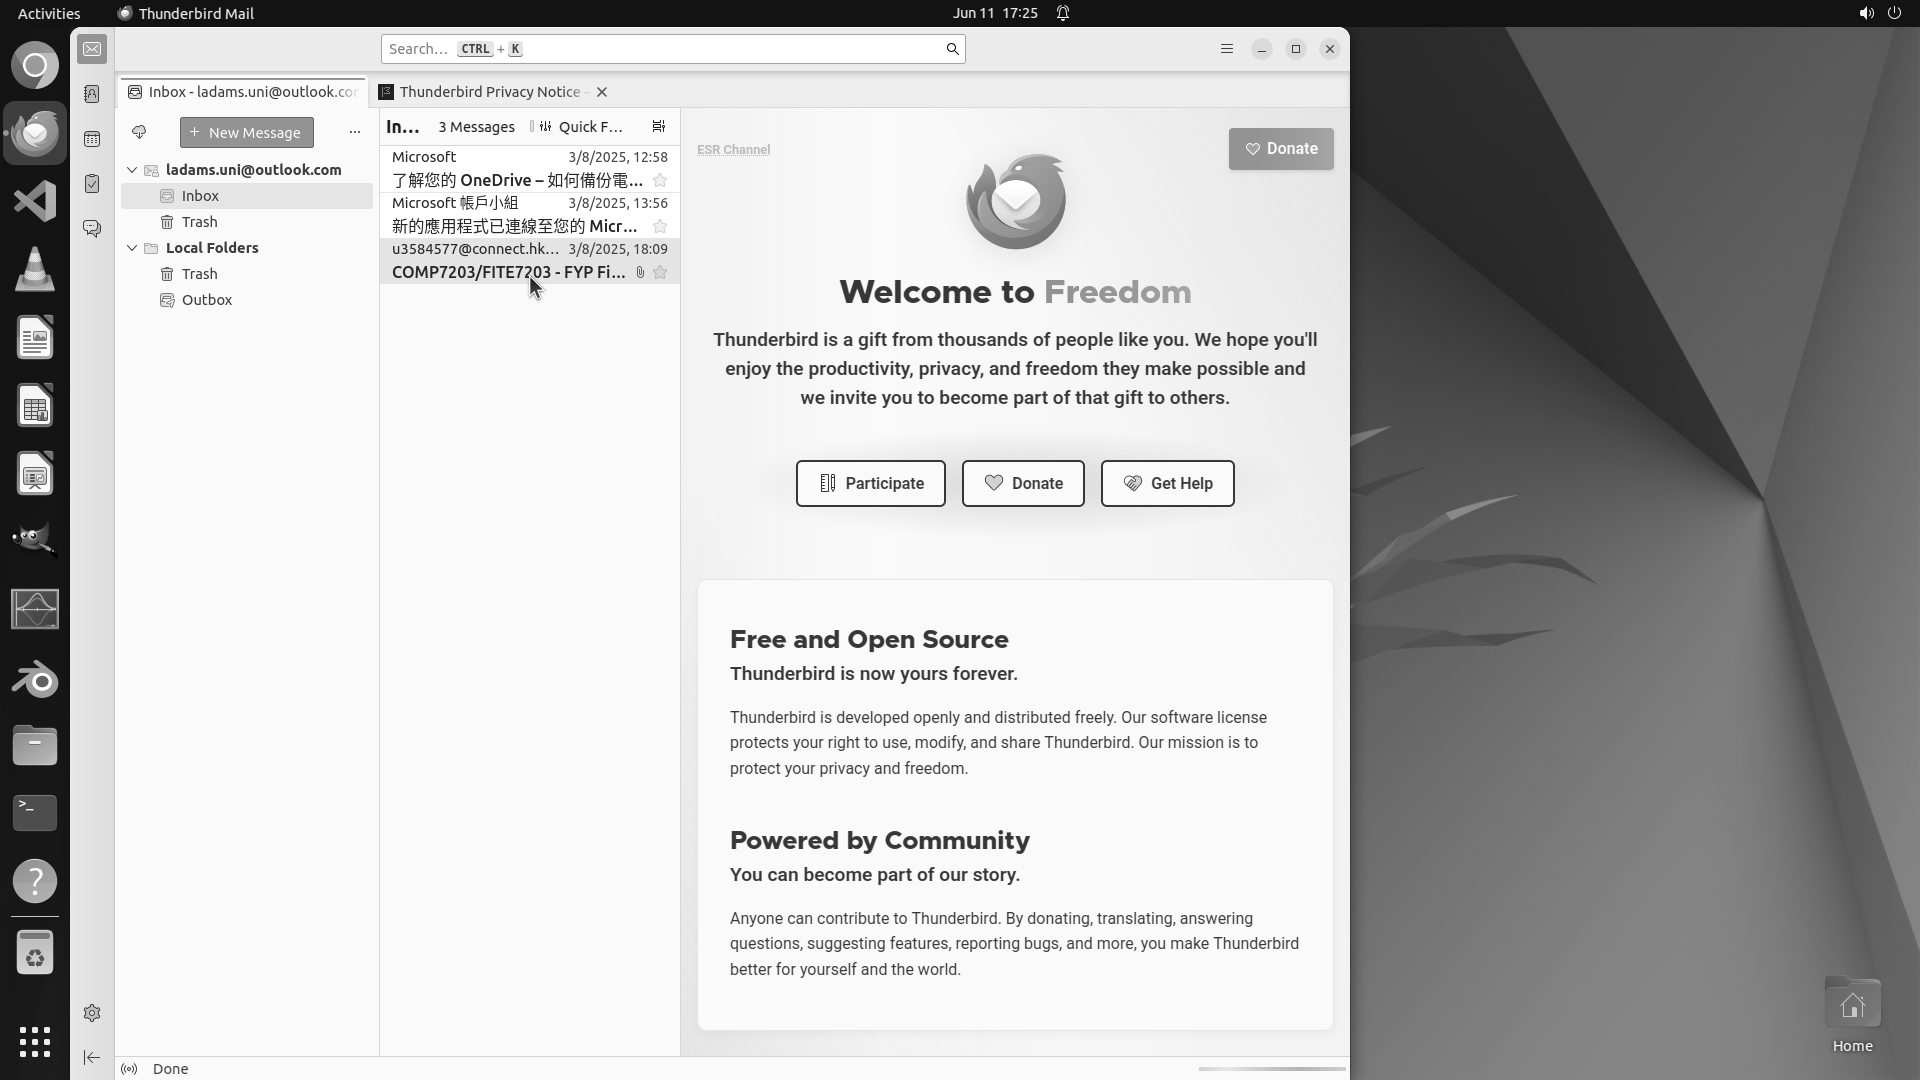 Activities
Thunderbird Mail
Jun 11 17:25
Search... CTRL + K
Inbox - ladams.uni@outlook.co
Thunderbird Privacy Notice -
New Message
ladams.uni@outlook.com
Inbox
Trash
Local Folders
Trash
Outbox
In... 3 Messages Quick F...
Microsoft 3/8/2025, 12:58
了解您的 OneDrive – 如何備份電...
Microsoft 帳戶小組 3/8/2025, 13:56
新的應用程式已連線至您的 Micr...
u3584577@connect.hk... 3/8/2025, 18:09
COMP7203/FITE7203 - FYP Fi...
ESR Channel
Donate
Welcome to Freedom
Thunderbird is a gift from thousands of people like you. We hope you'll
enjoy the productivity, privacy, and freedom they make possible and
we invite you to become part of that gift to others.
Participate
Donate
Get Help
Free and Open Source
Thunderbird is now yours forever.
Thunderbird is developed openly and distributed freely. Our software license
protects your right to use, modify, and share Thunderbird. Our mission is to
protect your privacy and freedom.
Powered by Community
You can become part of our story.
Anyone can contribute to Thunderbird. By donating, translating, answering
questions, suggesting features, reporting bugs, and more, you make Thunderbird
better for yourself and the world.
Done
Home